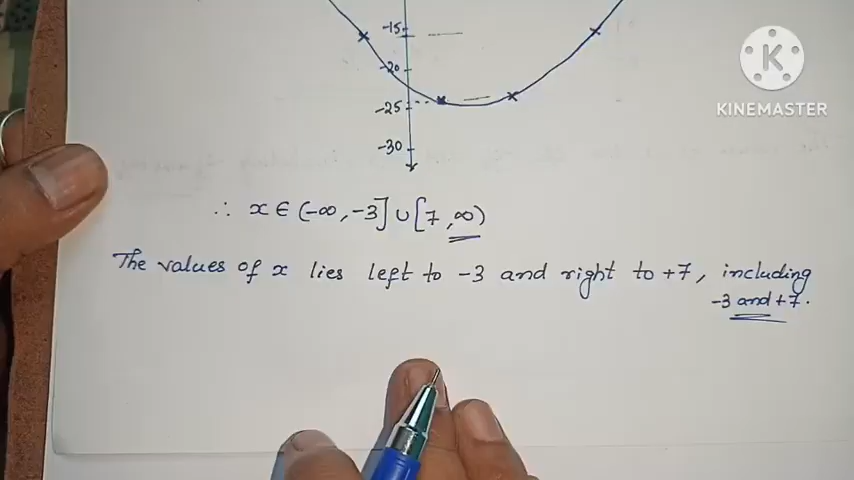 -15
-20
-25
-30
K
KINEMASTER
∴ x ∈ (-∞, -3] ∪ [7, ∞)
The values of x lies left to -3 and right to +7, including
-3 and +7.